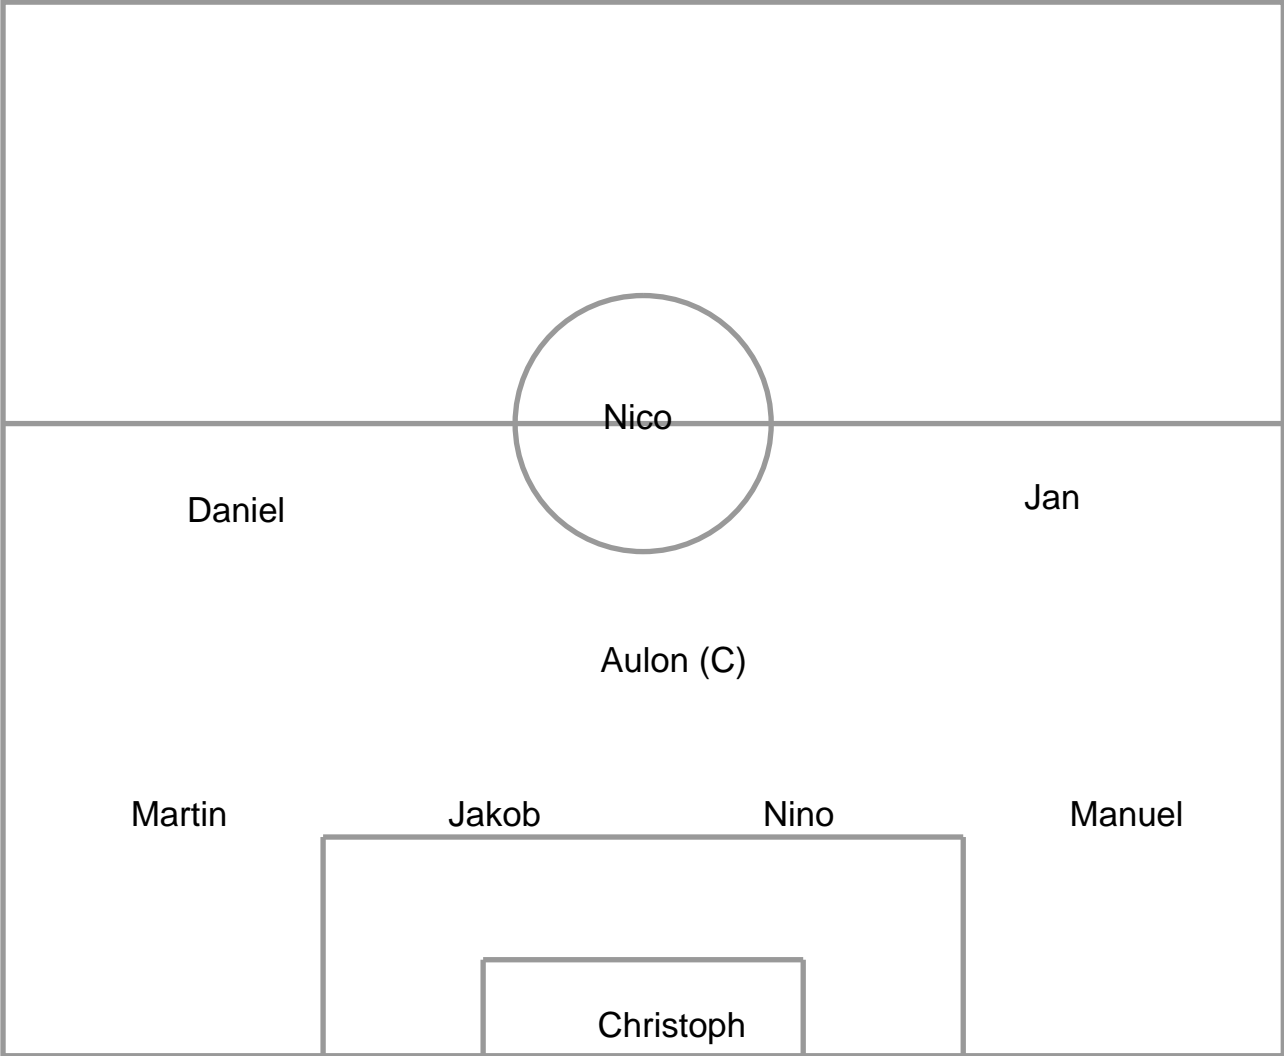 Nico
Daniel
Jan
Aulon (C)
Martin
Jakob
Nino
Manuel
Christoph